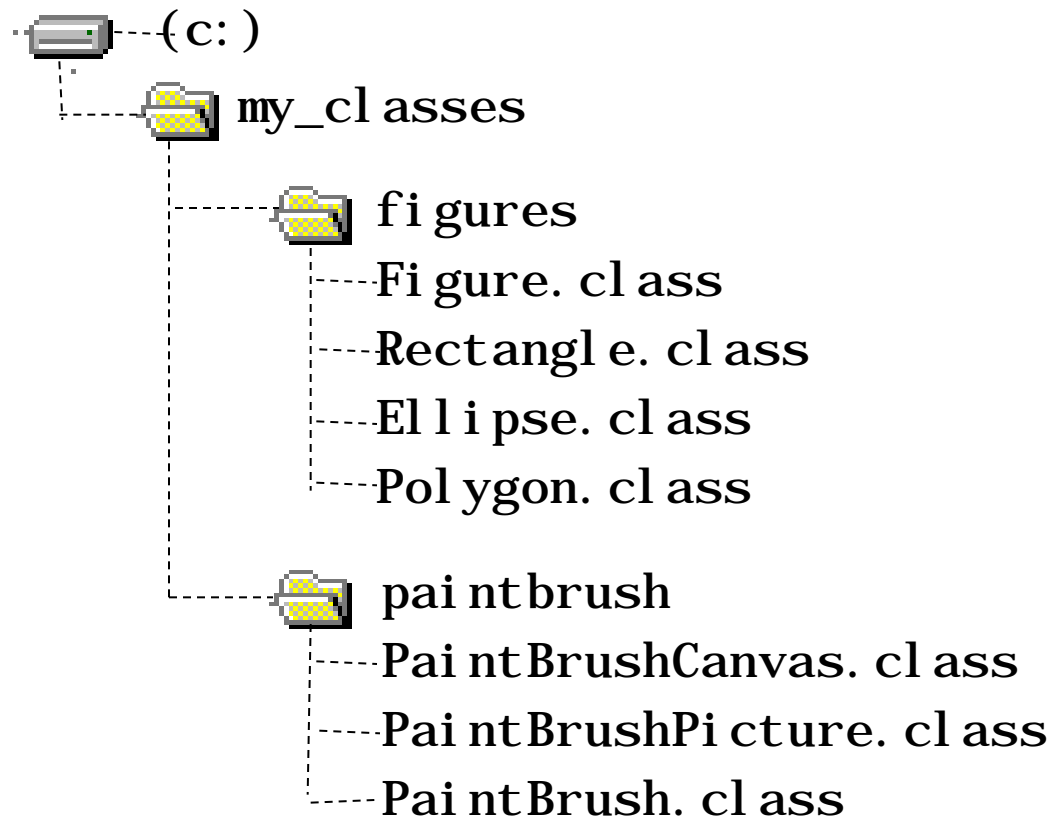 (c:)
my_classes
figures
Figure.class
Rectangle.class
Ellipse.class
Polygon.class
paintbrush
PaintBrushCanvas.class
PaintBrushPicture.class
PaintBrush.class